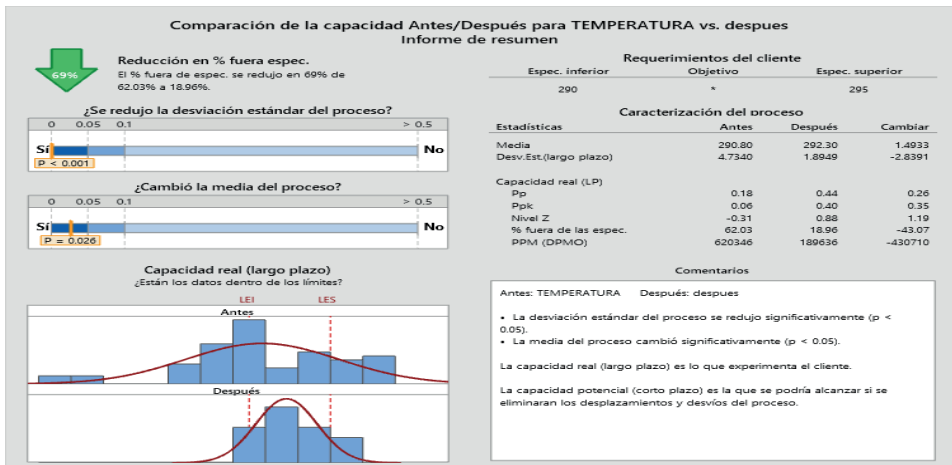 Comparación de la capacidad Antes/Después para TEMPERATURA vs. despues
Informe de resumen
69%
Reducción en % fuera espec.
El % fuera de espec. se redujo en 69% de
62.03% a 18.96%.
¿Se redujo la desviación estándar del proceso?
0 0.05 0.1 > 0.5
Sí No
P < 0.001
¿Cambió la media del proceso?
0 0.05 0.1 > 0.5
Sí No
P = 0.026
Capacidad real (largo plazo)
¿Están los datos dentro de los límites?
LEI LES
Antes
Después
Requerimientos del cliente
Espec. inferior Objetivo Espec. superior
290 * 295
Caracterización del proceso
Estadísticas Antes Después Cambiar
Media 290.80 292.30 1.4933
Desv.Est.(largo plazo) 4.7340 1.8949 -2.8391
Capacidad real (LP)
Pp 0.18 0.44 0.26
Ppk 0.06 0.40 0.35
Nivel Z -0.31 0.88 1.19
% fuera de las espec. 62.03 18.96 -43.07
PPM (DPMO) 620346 189636 -430710
Comentarios
Antes: TEMPERATURA Después: despues
• La desviación estándar del proceso se redujo significativamente (p <
0.05).
• La media del proceso cambió significativamente (p < 0.05).
La capacidad real (largo plazo) es lo que experimenta el cliente.
La capacidad potencial (corto plazo) es la que se podría alcanzar si se
eliminaran los desplazamientos y desvíos del proceso.